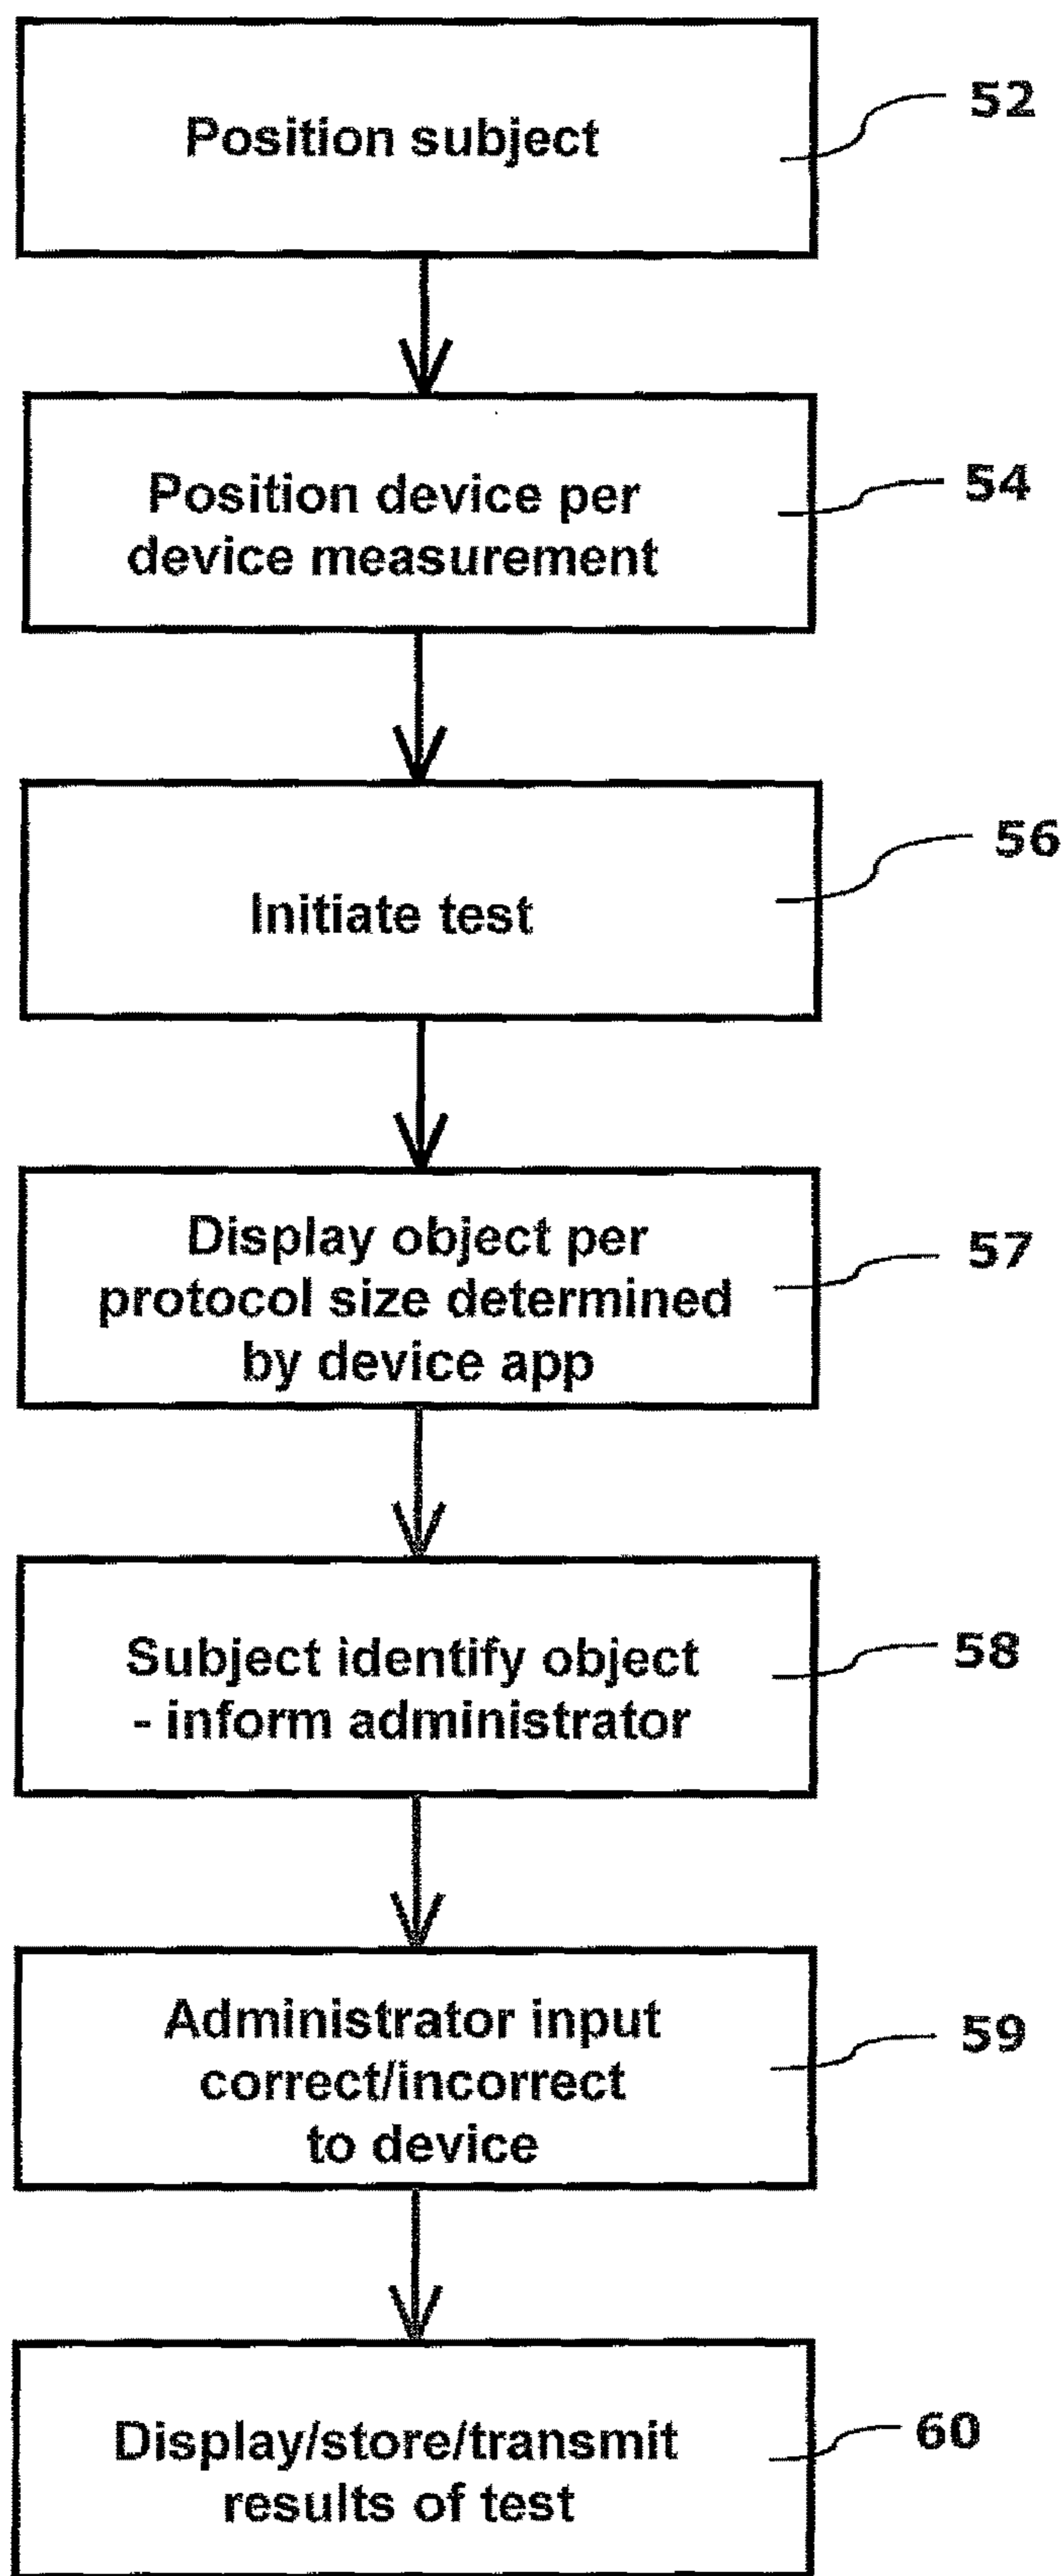 Position subject
52
Position device per
device measurement
54
Initiate test
56
Display object per
protocol size determined
by device app
57
Subject identify object
- inform administrator
58
Administrator input
correct/incorrect
to device
59
Display/store/transmit
results of test
60